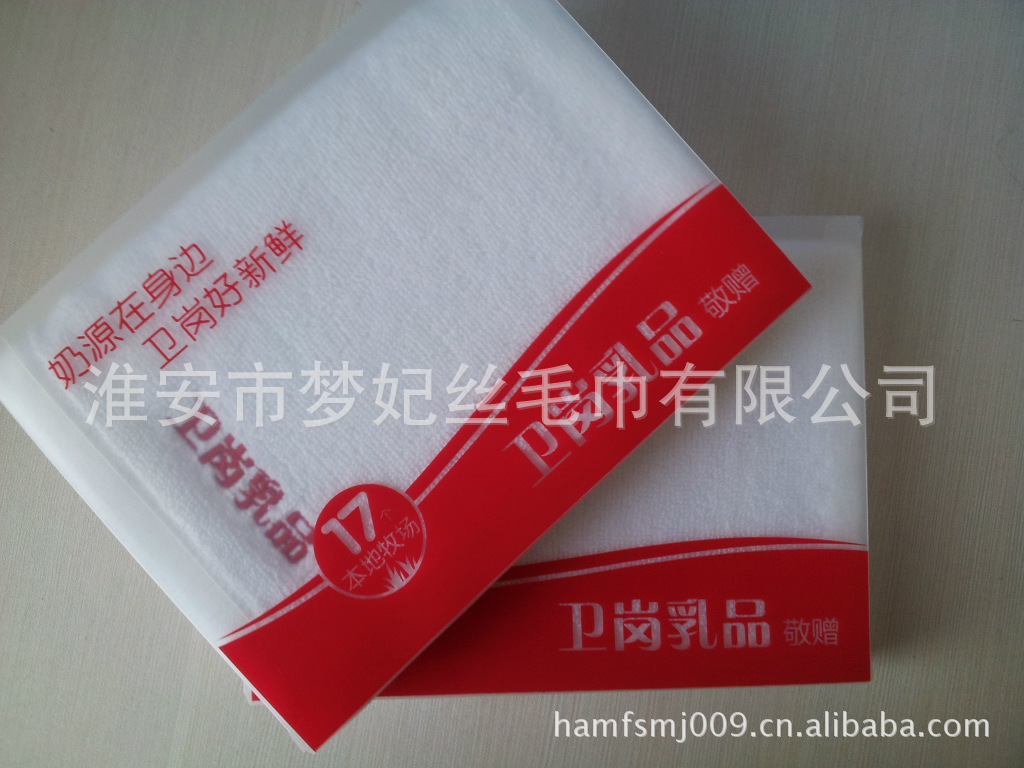 奶源在身边
卫岗好新鲜
卫岗乳品
17个
本地牧场
卫岗乳品 敬赠
淮安市梦妃丝毛巾有限公司
卫岗乳品 敬赠
hamfsmj009.cn.alibaba.com